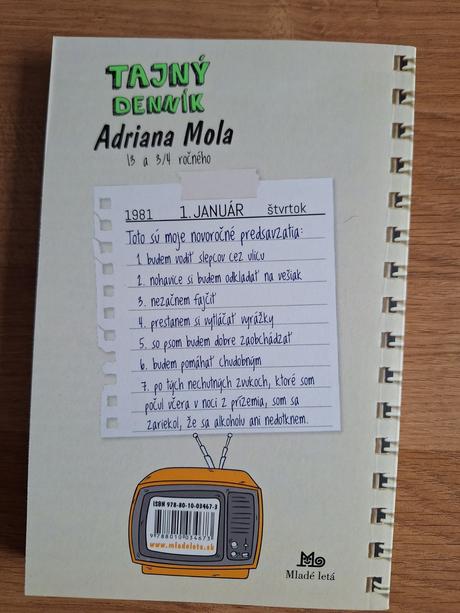 TAJNÝ
DENNÍK
Adriana Mola
13 a 3/4 ročného
1981 1. JANUÁR štvrtok
Toto sú moje novoročné predsavzatia:
1. budem vodiť slepcov cez ulicu
2. nohavice si budem odkladať na vešiak
3. nezačnem fajčiť
4. prestanem si vytláčať vyrážky
5. so psom budem dobre zaobchádzať
6. budem pomáhať chudobným
7. po tých nechutných zvukoch, ktoré som
počul včera v noci z prízemia, som sa
zariekol, že sa alkoholu ani nedotknem.
ISBN 978-80-10-03467-3
9 788010 034673
www.mladeleta.sk
Mladé letá